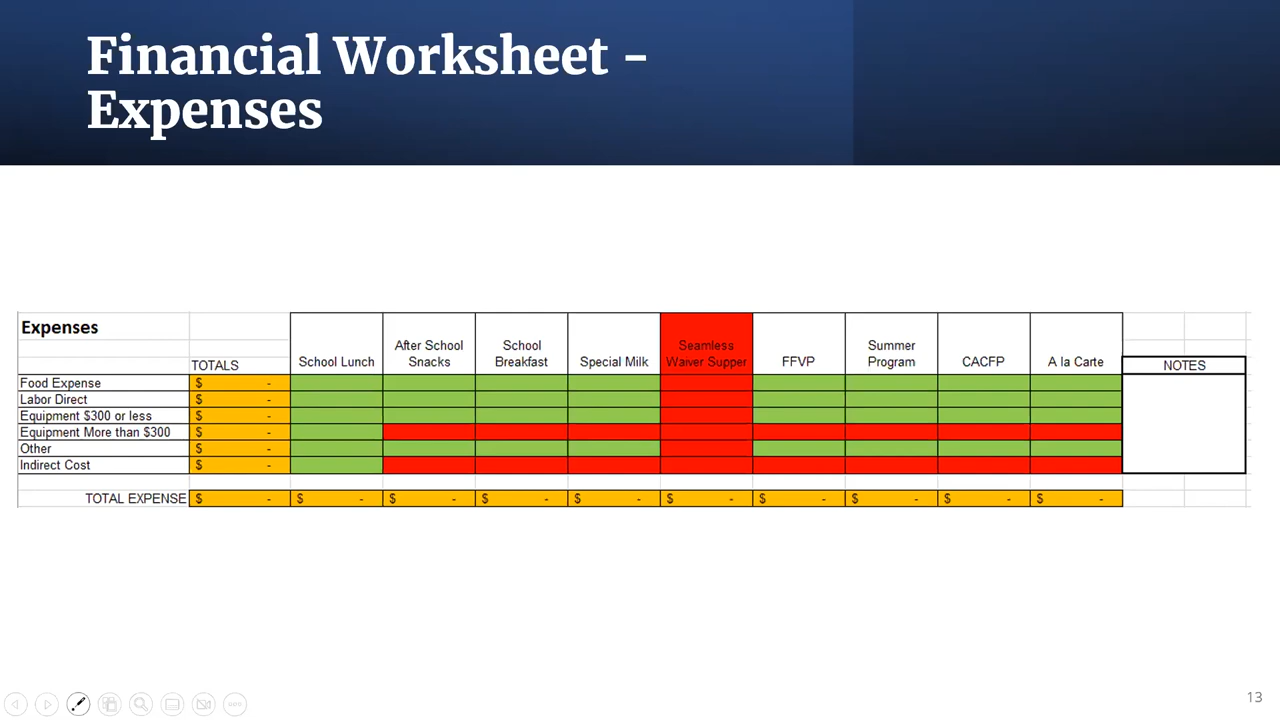 Financial Worksheet -
Expenses
Expenses
TOTALS
School Lunch
After School
Snacks
School
Breakfast
Special Milk
Seamless
Waiver Supper
FFVP
Summer
Program
CACFP
A la Carte
NOTES
Food Expense $ -
Labor Direct $ -
Equipment $300 or less $ -
Equipment More than $300 $ -
Other $ -
Indirect Cost $ -
TOTAL EXPENSE $ - $ - $ - $ - $ - $ - $ - $ - $ - $ -
13